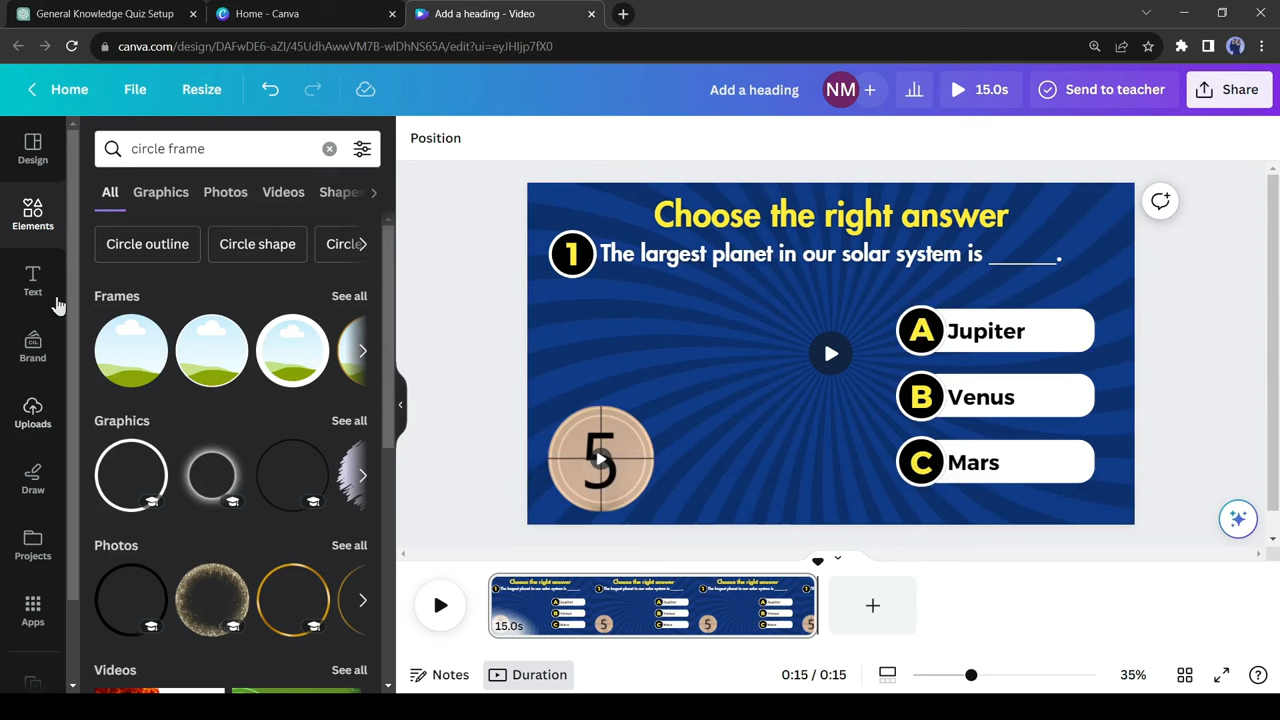 General Knowledge Quiz Setup
Home - Canva
Add a heading - Video
canva.com/design/DAFwDE6-aZI/45UdhAwwVM7B-wlDhNS65A/edit?ui=eyJHIjp7fX0
Home
File
Resize
Add a heading
NM
15.0s
Send to teacher
Share
Design
Elements
Text
Brand
Uploads
Draw
Projects
Apps
circle frame
All
Graphics
Photos
Videos
Shapes
Circle outline
Circle shape
Circle
Frames
See all
Graphics
See all
Photos
See all
Videos
See all
Position
Choose the right answer
1 The largest planet in our solar system is ______.
A Jupiter
B Venus
C Mars
5
15.0s
Notes
Duration
0:15 / 0:15
35%